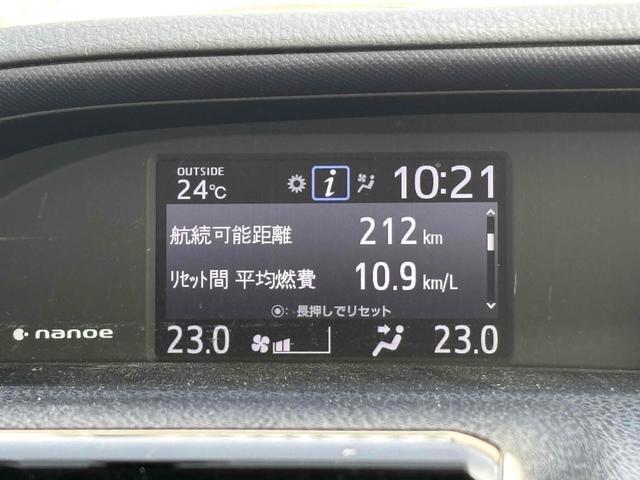 OUTSIDE
24℃
i
10:21
航続可能距離 212 km
ﾘｾｯﾄ間 平均燃費 10.9 km/L
◉: 長押しでリセット
nanoe
23.0
23.0